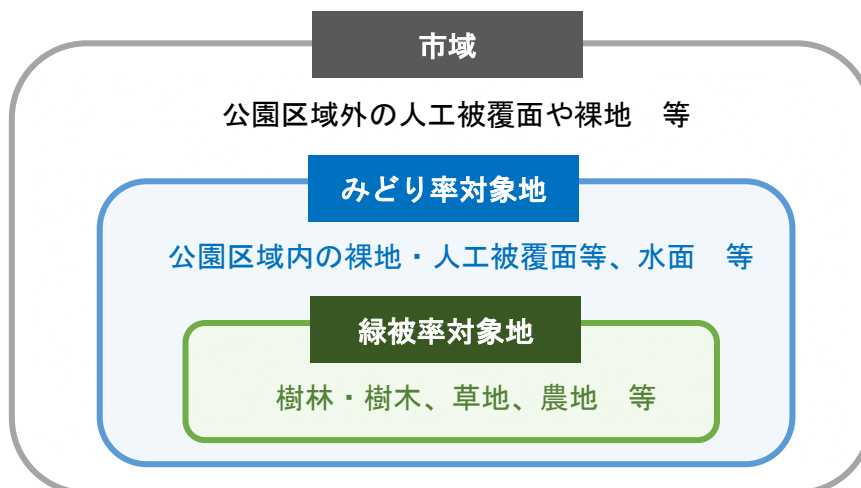 市域
公園区域外の人工被覆面や裸地　等
みどり率対象地
公園区域内の裸地・人工被覆面等、水面　等
緑被率対象地
樹林・樹木、草地、農地　等